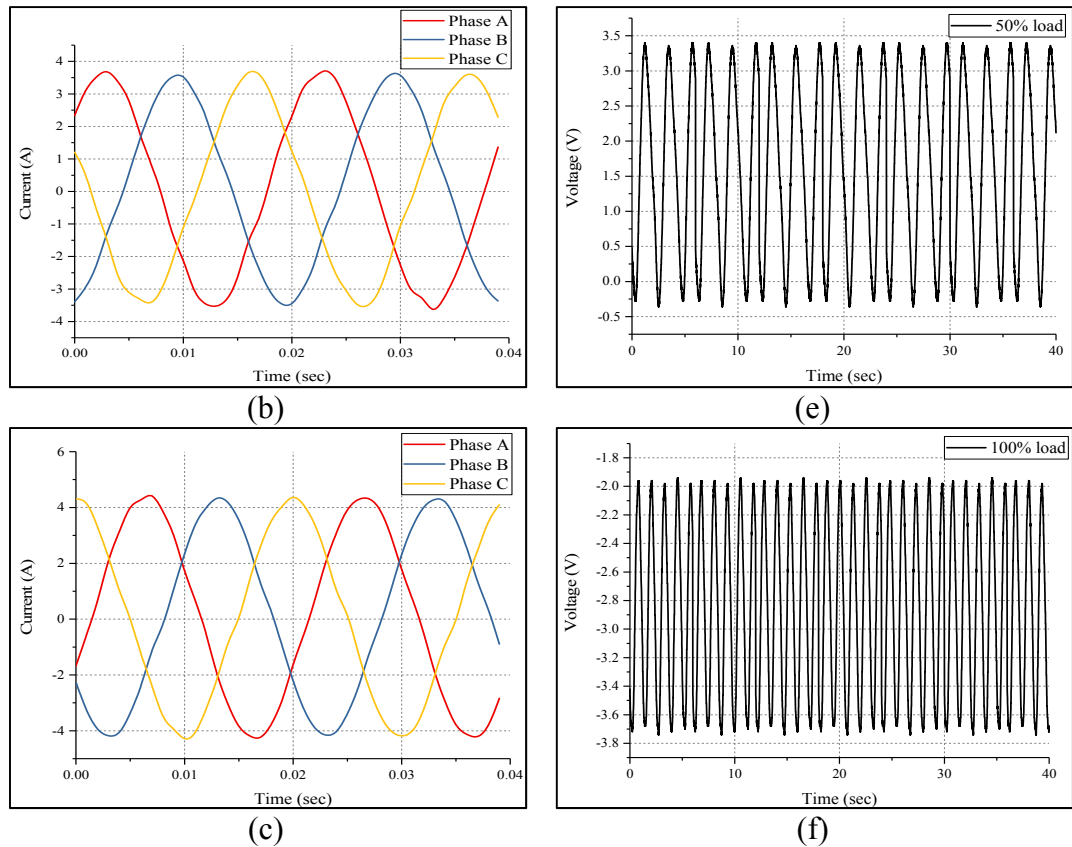 Phase A
Phase B
Phase C
4
3
2
1
0
-1
-2
-3
-4
Current (A)
0.00
0.01
0.02
0.03
0.04
Time (sec)
(b)
50% load
3.5
3.0
2.5
2.0
1.5
1.0
0.5
0.0
-0.5
Voltage (V)
0
10
20
30
40
Time (sec)
(e)
Phase A
Phase B
Phase C
6
4
2
0
-2
-4
Current (A)
0.00
0.01
0.02
0.03
0.04
Time (sec)
(c)
100% load
-1.8
-2.0
-2.2
-2.4
-2.6
-2.8
-3.0
-3.2
-3.4
-3.6
-3.8
Voltage (V)
0
10
20
30
40
Time (sec)
(f)